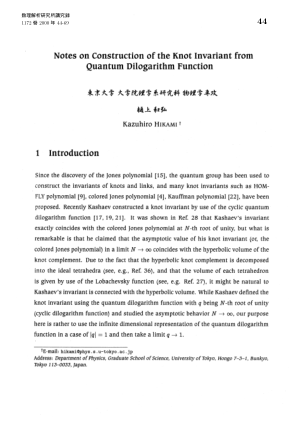 数理解析研究所講究録
1172 巻 2000 年 44-69
44
Notes on Construction of the Knot Invariant from
Quantum Dilogarithm Function
東京大学 大学院理学系研究科 物理学専攻
樋上 和弘
Kazuhiro HIKAMI ¹
1 Introduction
Since the discovery of the Jones polynomial [15], the quantum group has been used to
construct the invariants of knots and links, and many knot invariants such as HOM-
FLY polynomial [9], colored Jones polynomial [4], Kauffman polynomial [22], have been
proposed. Recently Kashaev constructed a knot invariant by use of the cyclic quantum
dilogarithm function [17, 19, 21]. It was shown in Ref. 28 that Kashaev's invariant
exactly coincides with the colored Jones polynomial at N-th root of unity, but what is
remarkable is that he claimed that the asymptotic value of his knot invariant (or, the
colored Jones polynomial) in a limit N → ∞ coincides with the hyperbolic volume of the
knot complement. Due to the fact that the hyperbolic knot complement is decomposed
into the ideal tetrahedra (see, e.g., Ref. 36), and that the volume of each tetrahedron
is given by use of the Lobachevsky function (see, e.g. Ref. 27), it might be natural to
Kashaev's invariant is connected with the hyperbolic volume. While Kashaev defined the
knot invariant using the quantum dilogarithm function with q being N-th root of unity
(cyclic dilogarithm function) and studied the asymptotic behavior N → ∞, our purpose
here is rather to use the infinite dimensional representation of the quantum dilogarithm
function in a case of |q| = 1 and then take a limit q → 1.
¹E-mail: hikami@phys.s.u-tokyo.ac.jp
Address: Department of Physics, Graduate School of Science, University of Tokyo, Hongo 7-3-1, Bunkyo,
Tokyo 113-0033, Japan.